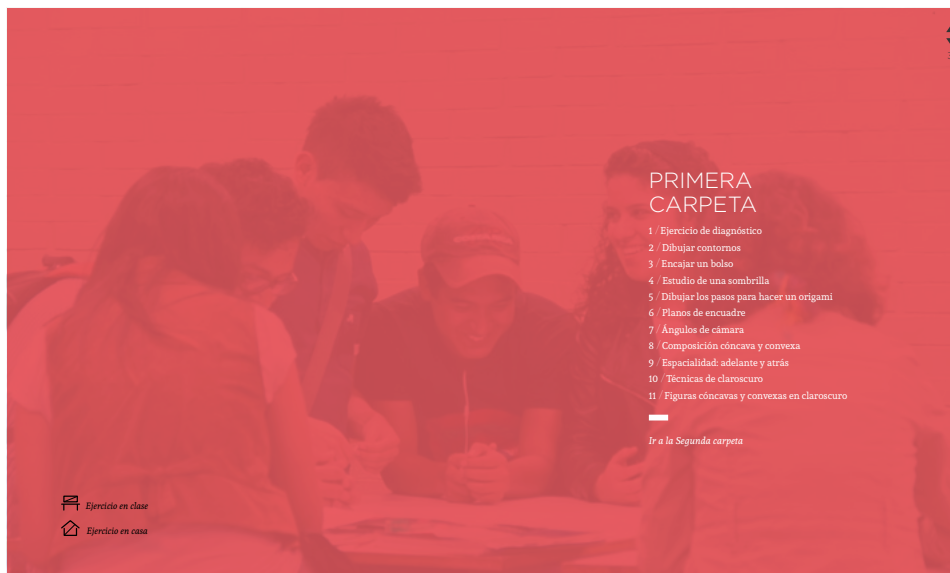 PRIMERA
CARPETA
1 / Ejercicio de diagnóstico
2 / Dibujar contornos
3 / Encajar un bolso
4 / Estudio de una sombrilla
5 / Dibujar los pasos para hacer un origami
6 / Planos de encuadre
7 / Ángulos de cámara
8 / Composición cóncava y convexa
9 / Espacialidad: adelante y atrás
10 / Técnicas de claroscuro
11 / Figuras cóncavas y convexas en claroscuro
Ir a la Segunda carpeta
Ejercicio en clase
Ejercicio en casa